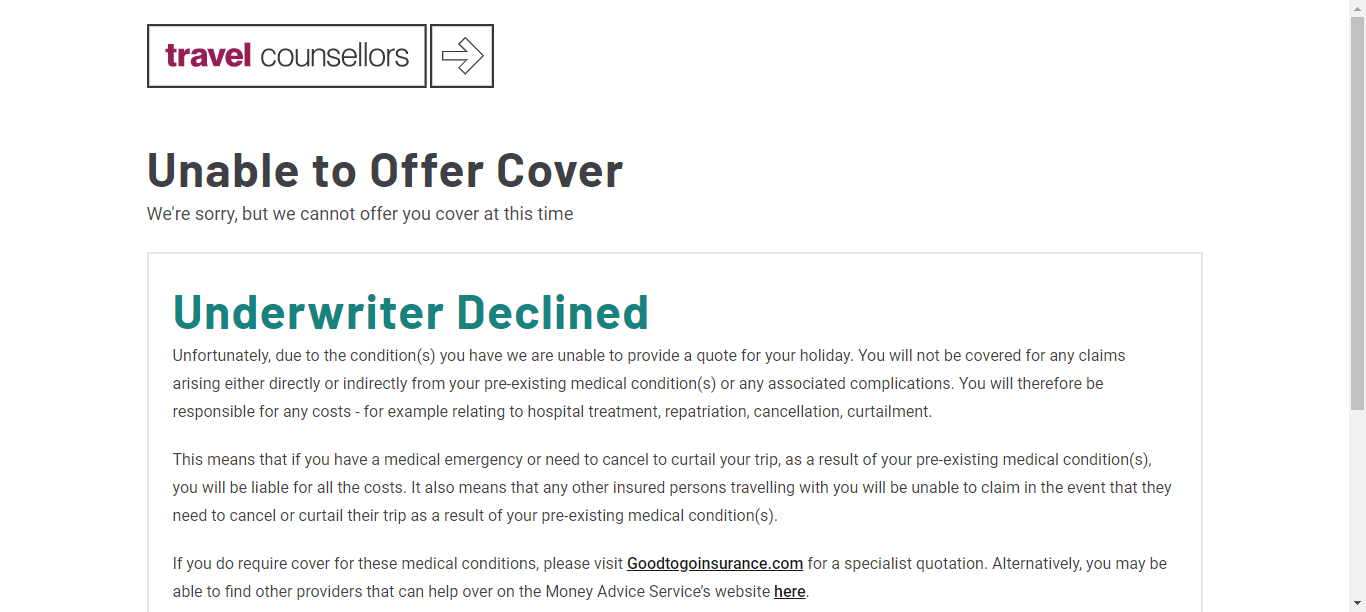 travel counsellors
Unable to Offer Cover
We're sorry, but we cannot offer you cover at this time
Underwriter Declined
Unfortunately, due to the condition(s) you have we are unable to provide a quote for your holiday. You will not be covered for any claims
arising either directly or indirectly from your pre-existing medical condition(s) or any associated complications. You will therefore be
responsible for any costs - for example relating to hospital treatment, repatriation, cancellation, curtailment.
This means that if you have a medical emergency or need to cancel to curtail your trip, as a result of your pre-existing medical condition(s),
you will be liable for all the costs. It also means that any other insured persons travelling with you will be unable to claim in the event that they
need to cancel or curtail their trip as a result of your pre-existing medical condition(s).
If you do require cover for these medical conditions, please visit Goodtogoinsurance.com for a specialist quotation. Alternatively, you may be
able to find other providers that can help over on the Money Advice Service’s website here.